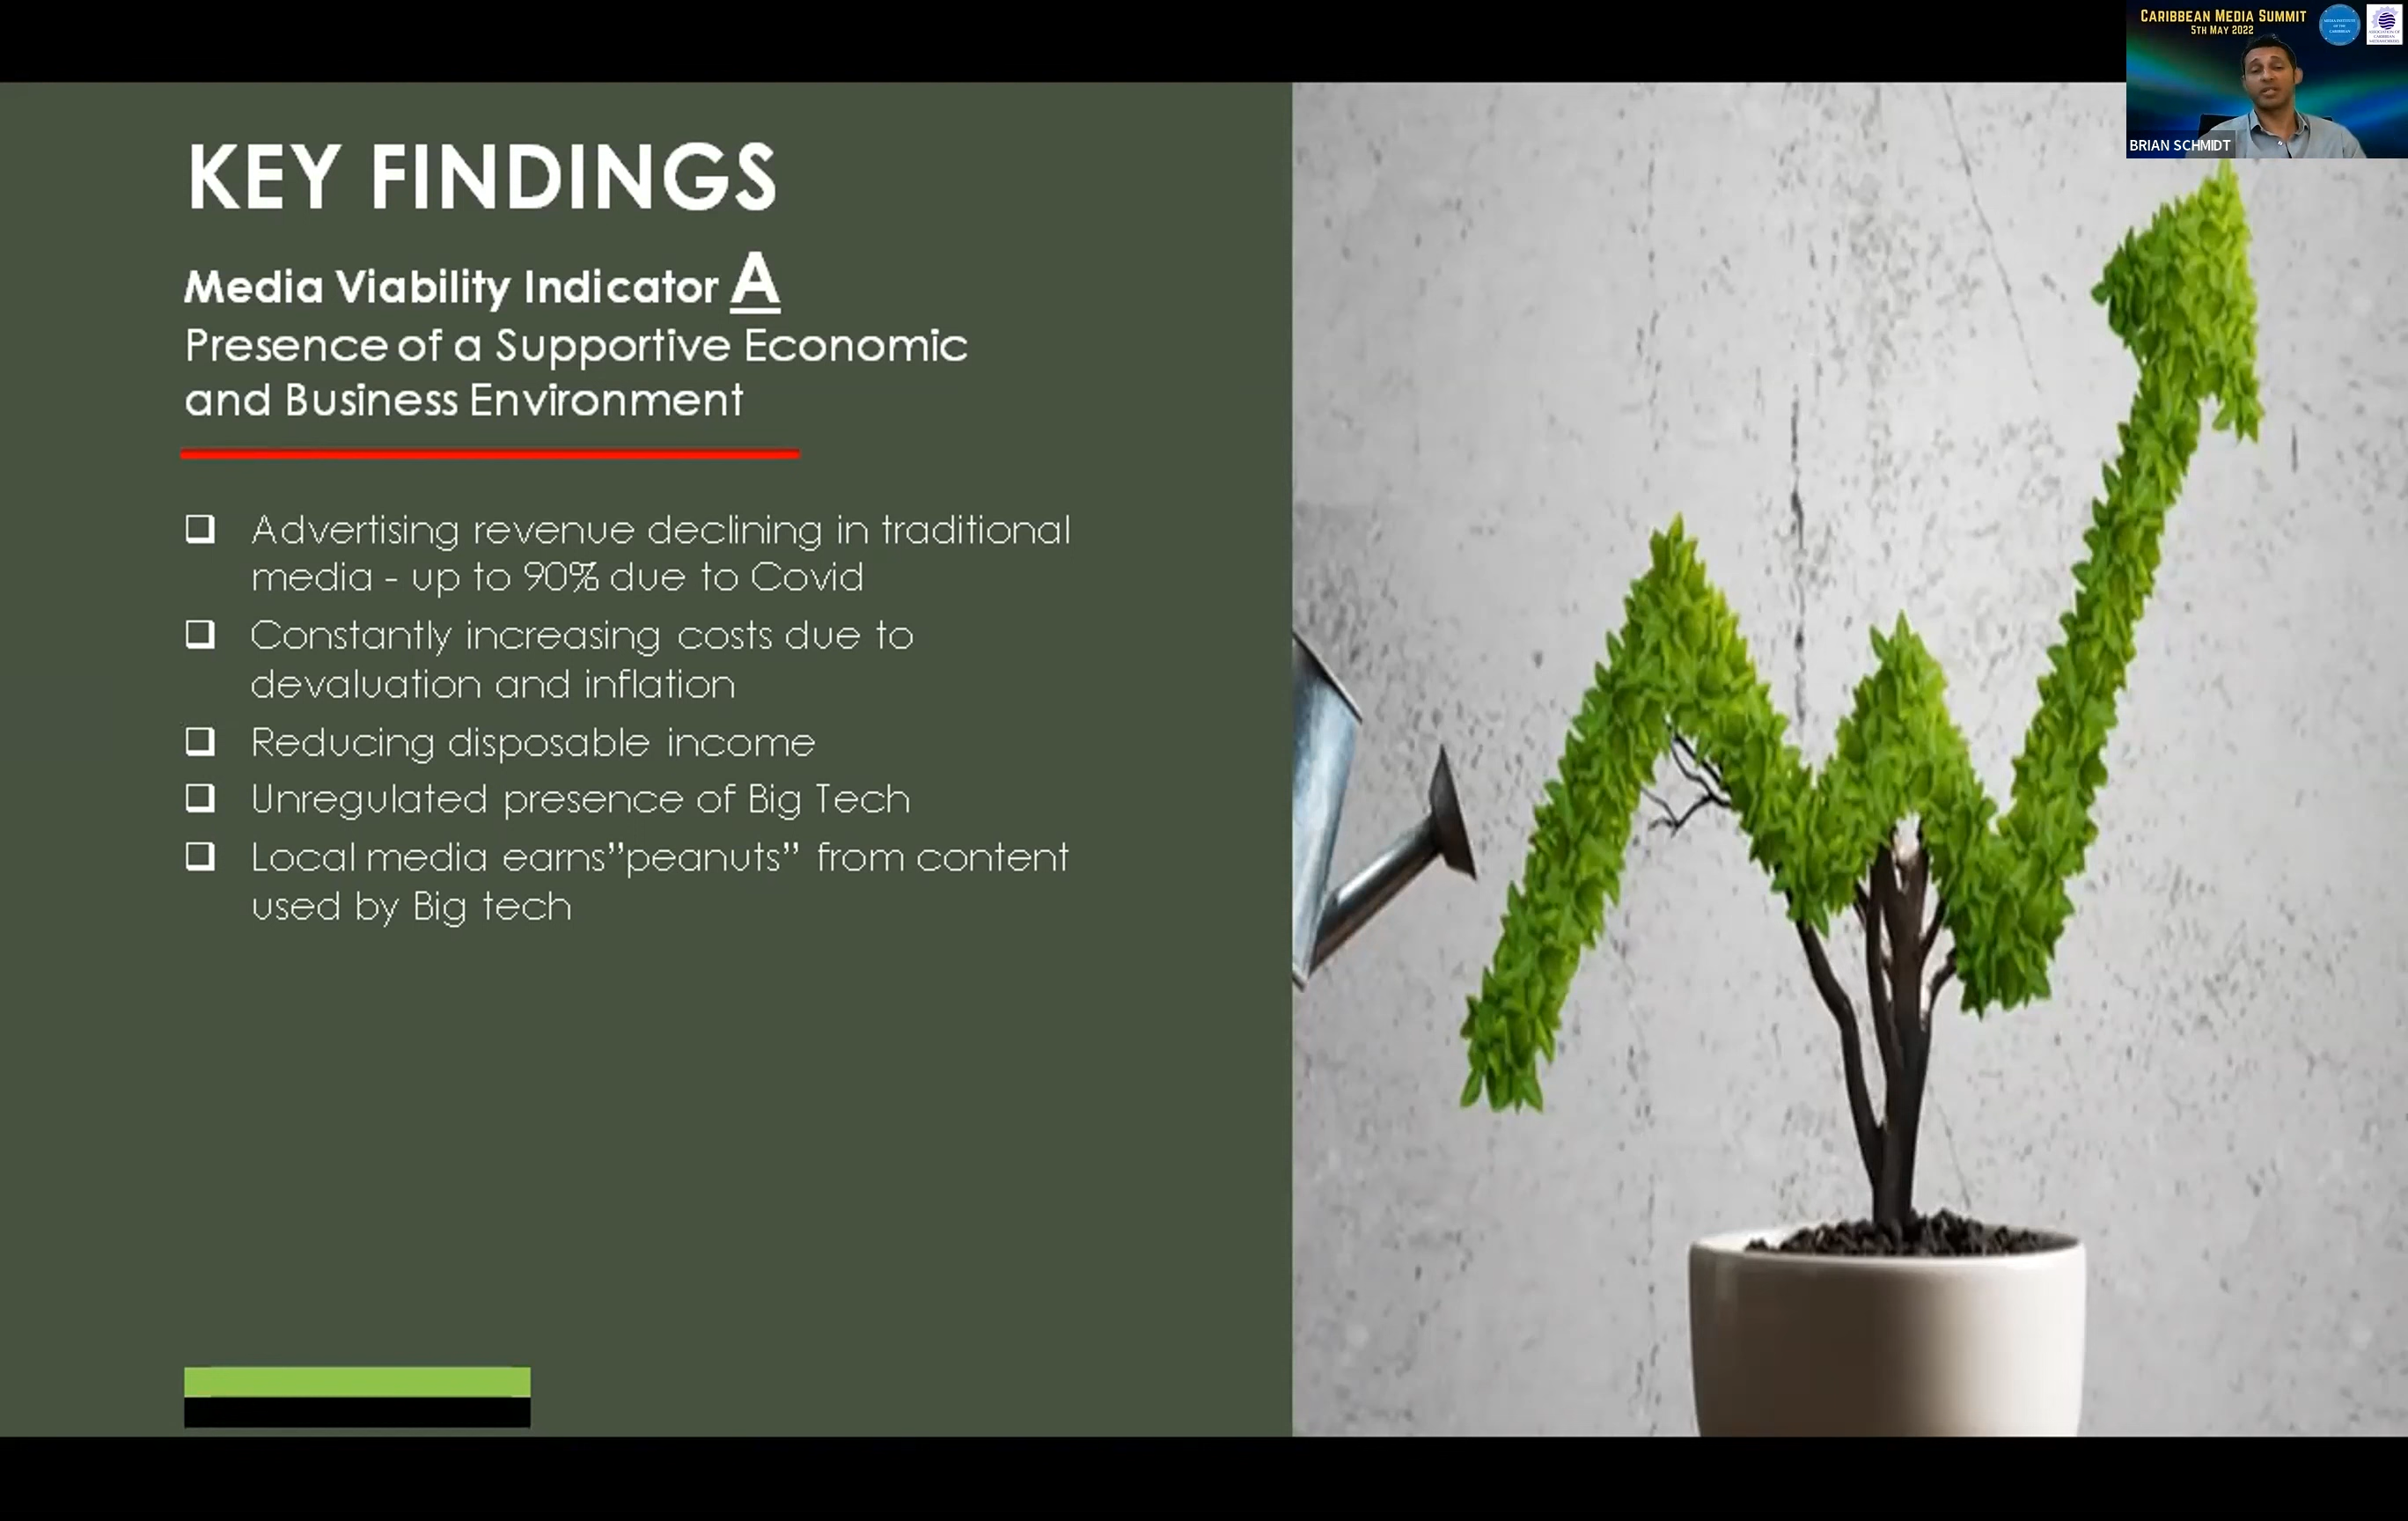 CARIBBEAN MEDIA SUMMIT
5TH MAY 2022
BRIAN SCHMIDT
KEY FINDINGS
Media Viability Indicator A
Presence of a Supportive Economic
and Business Environment
❑ Advertising revenue declining in traditional
media - up to 90% due to Covid
❑ Constantly increasing costs due to
devaluation and inflation
❑ Reducing disposable income
❑ Unregulated presence of Big Tech
❑ Local media earns”peanuts” from content
used by Big tech